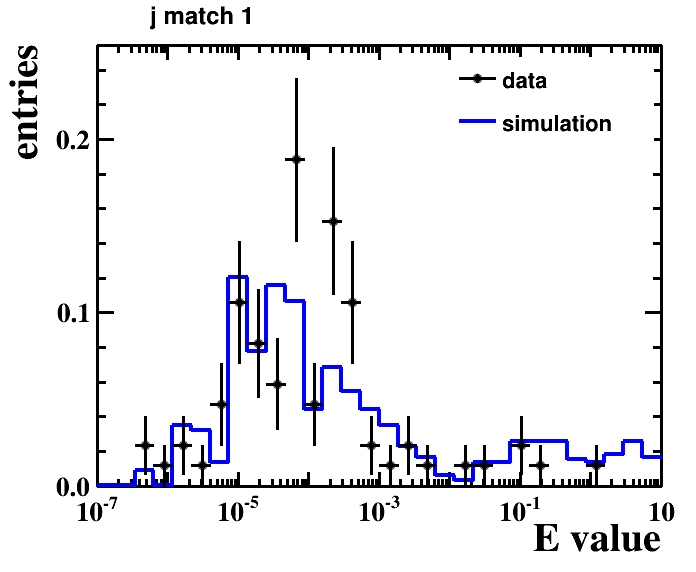 j match 1
entries
data
simulation
0.2
0.1
0.0
10-7
10-5
10-3
10-1
10
E value